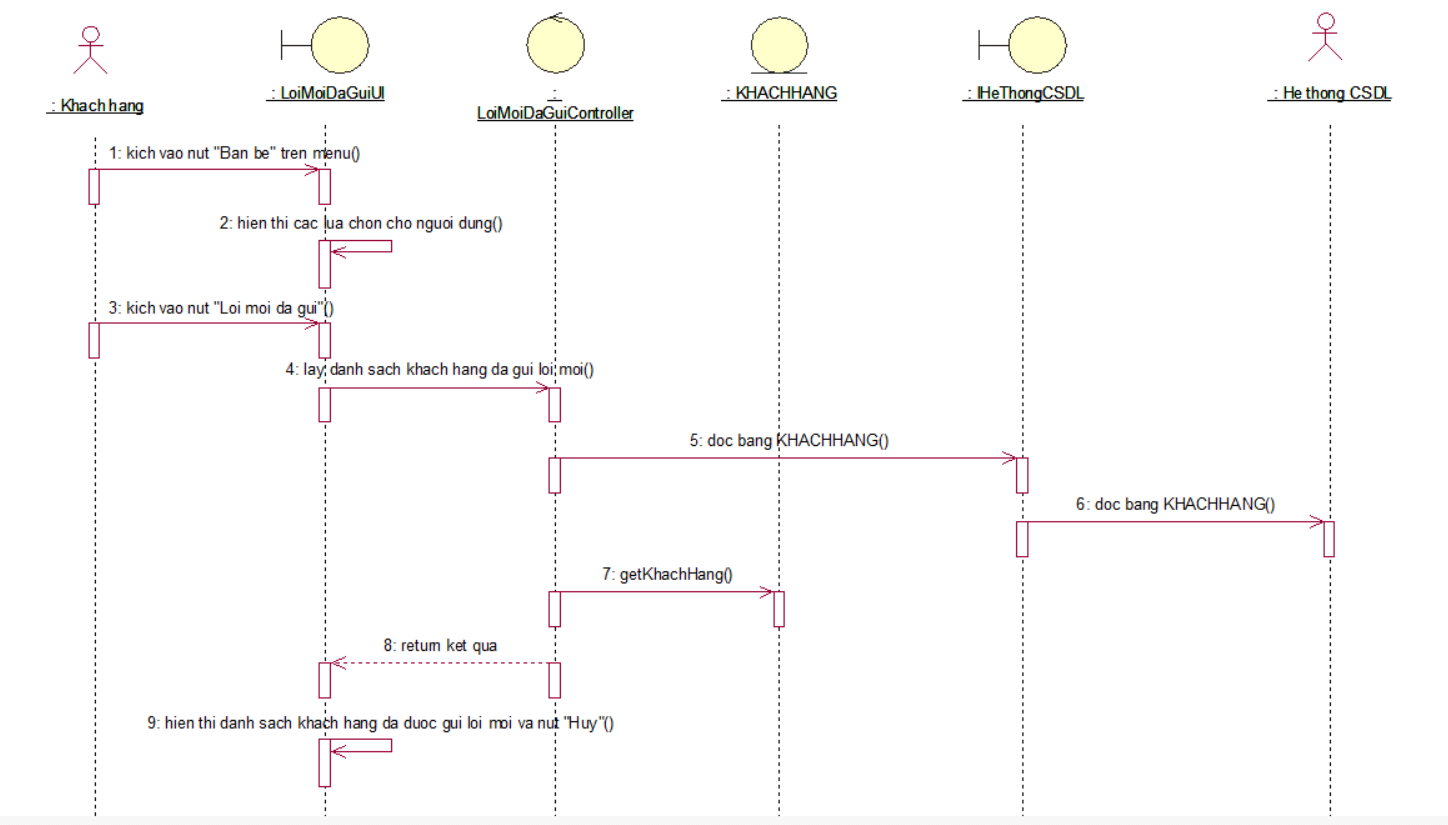 : Khach hang
: LoiMoiDaGuiUI
:
LoiMoiDaGuiController
: KHACHHANG
: IHeThongCSDL
: He thong CSDL
1: kich vao nut "Ban be" tren menu()
2: hien thi cac lua chon cho nguoi dung()
3: kich vao nut "Loi moi da gui"()
4: lay danh sach khach hang da gui loi moi()
5: doc bang KHACHHANG()
6: doc bang KHACHHANG()
7: getKhachHang()
8: return ket qua
9: hien thi danh sach khach hang da duoc gui loi moi va nut "Huy"()